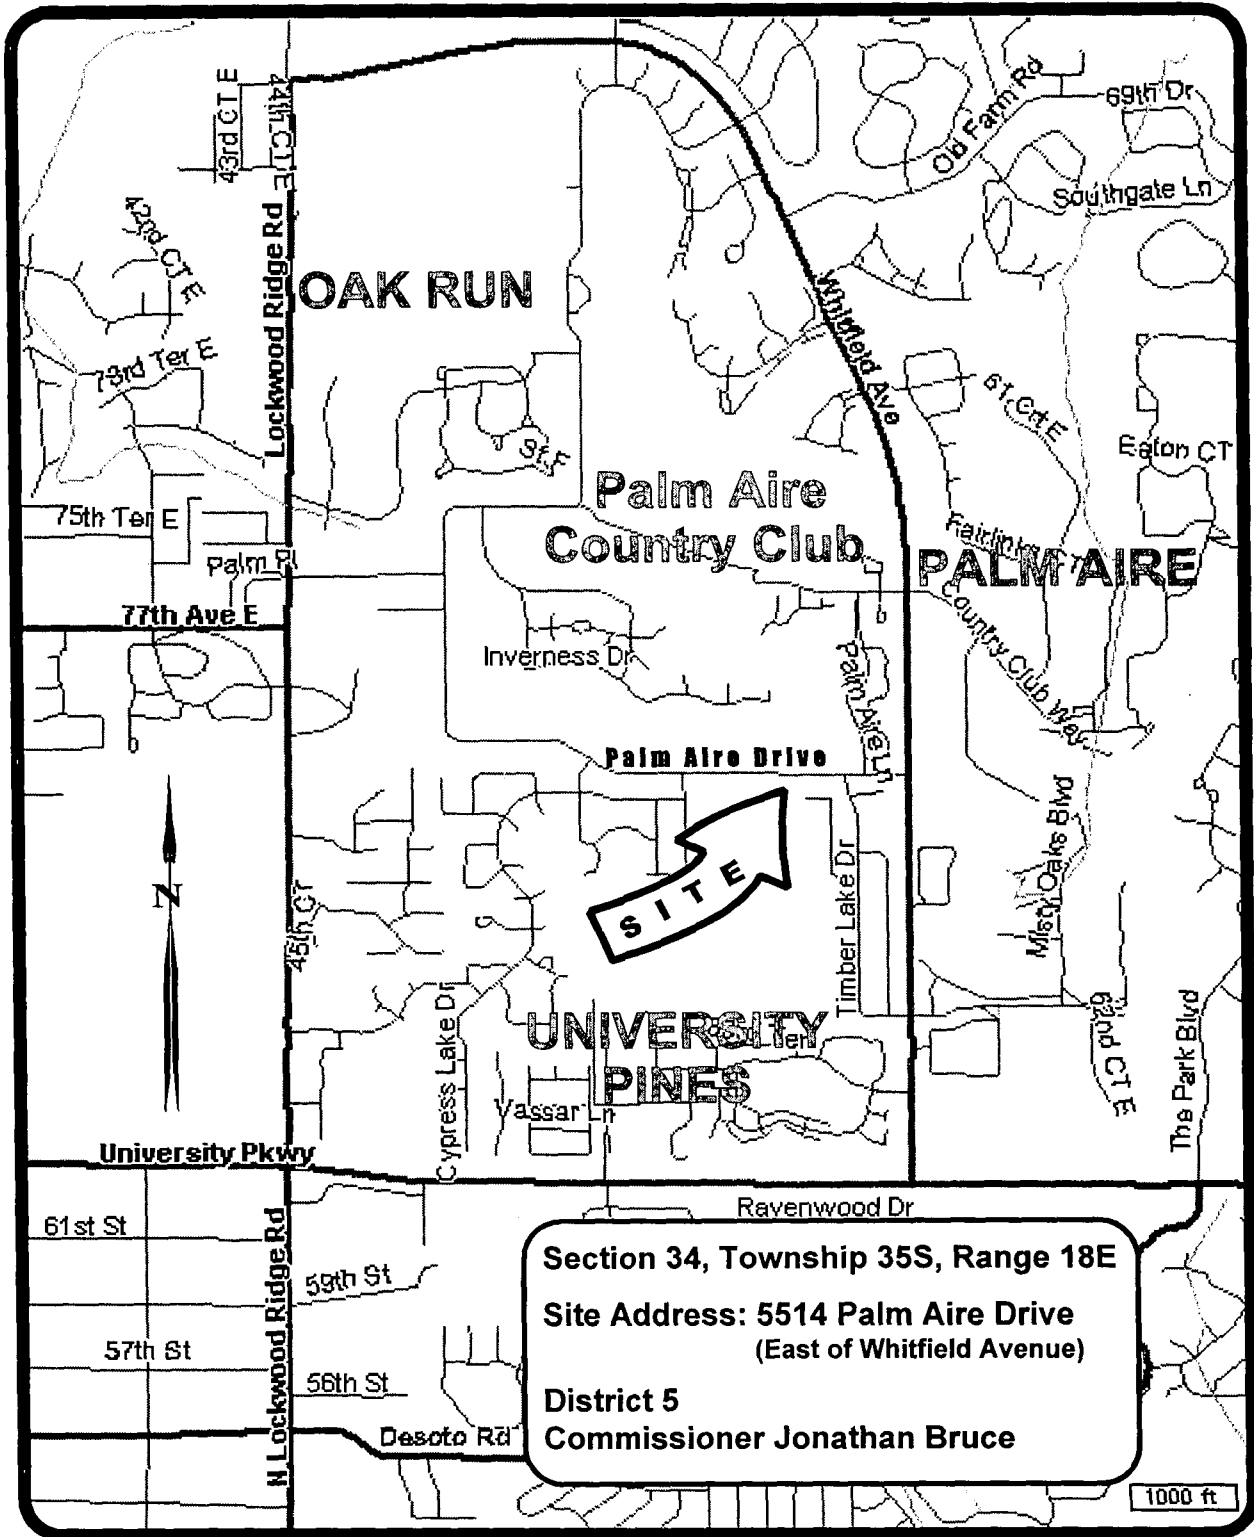 Old Farm Rd
69th Dr
43rd CT E
44th CT E
Southgate Ln
42nd CT E
Lockwood Ridge Rd
OAK RUN
Whitfield Ave
73rd Ter E
61 Crt E
Eaton CT
Palm Aire
Country Club
75th Ter E
PALM AIRE
Palm Pl
77th Ave E
Country Club Way
Inverness Dr
Palm Aire Ln
Palm Aire Drive
Misty Oaks Blvd
Timber Lake Dr
SITE
N
45th CT
UNIVERSITY
PINES
Cypress Lake Dr
62nd CT E
The Park Blvd
Vassar Ln
University Pkwy
Ravenwood Dr
61st St
N Lockwood Ridge Rd
59th St
57th St
56th St
Desoto Rd
Section 34, Township 35S, Range 18E
Site Address: 5514 Palm Aire Drive
(East of Whitfield Avenue)
District 5
Commissioner Jonathan Bruce
1000 ft